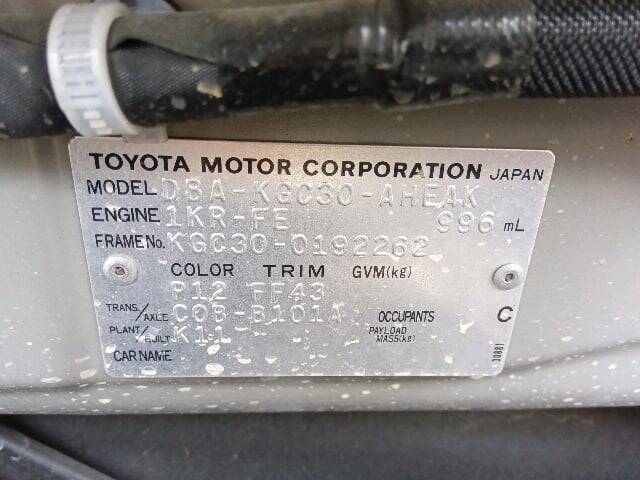 TOYOTA MOTOR CORPORATION JAPAN
MODEL DBA-KGC30-AHEAK
ENGINE 1KR-FE 996 mL
FRAME No. KGC30-0192262
COLOR TRIM GVM(kg)
P12 FF43
TRANS./AXLE C0B-B101A OCCUPANTS C
PLANT/BUILT K11- PAYLOAD MASS(kg)
CAR NAME